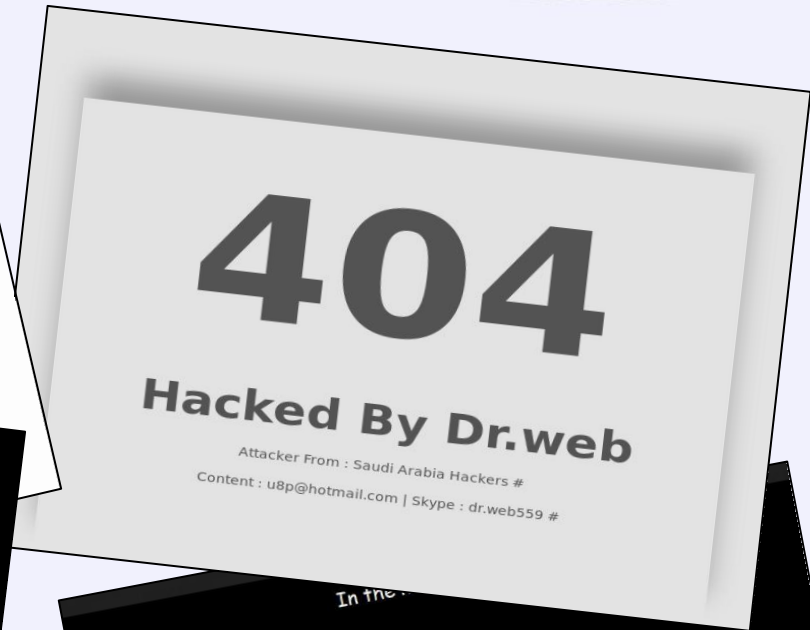 404
Hacked By Dr.web
Attacker From : Saudi Arabia Hackers #
Content : u8p@hotmail.com | Skype : dr.web559 #
In the